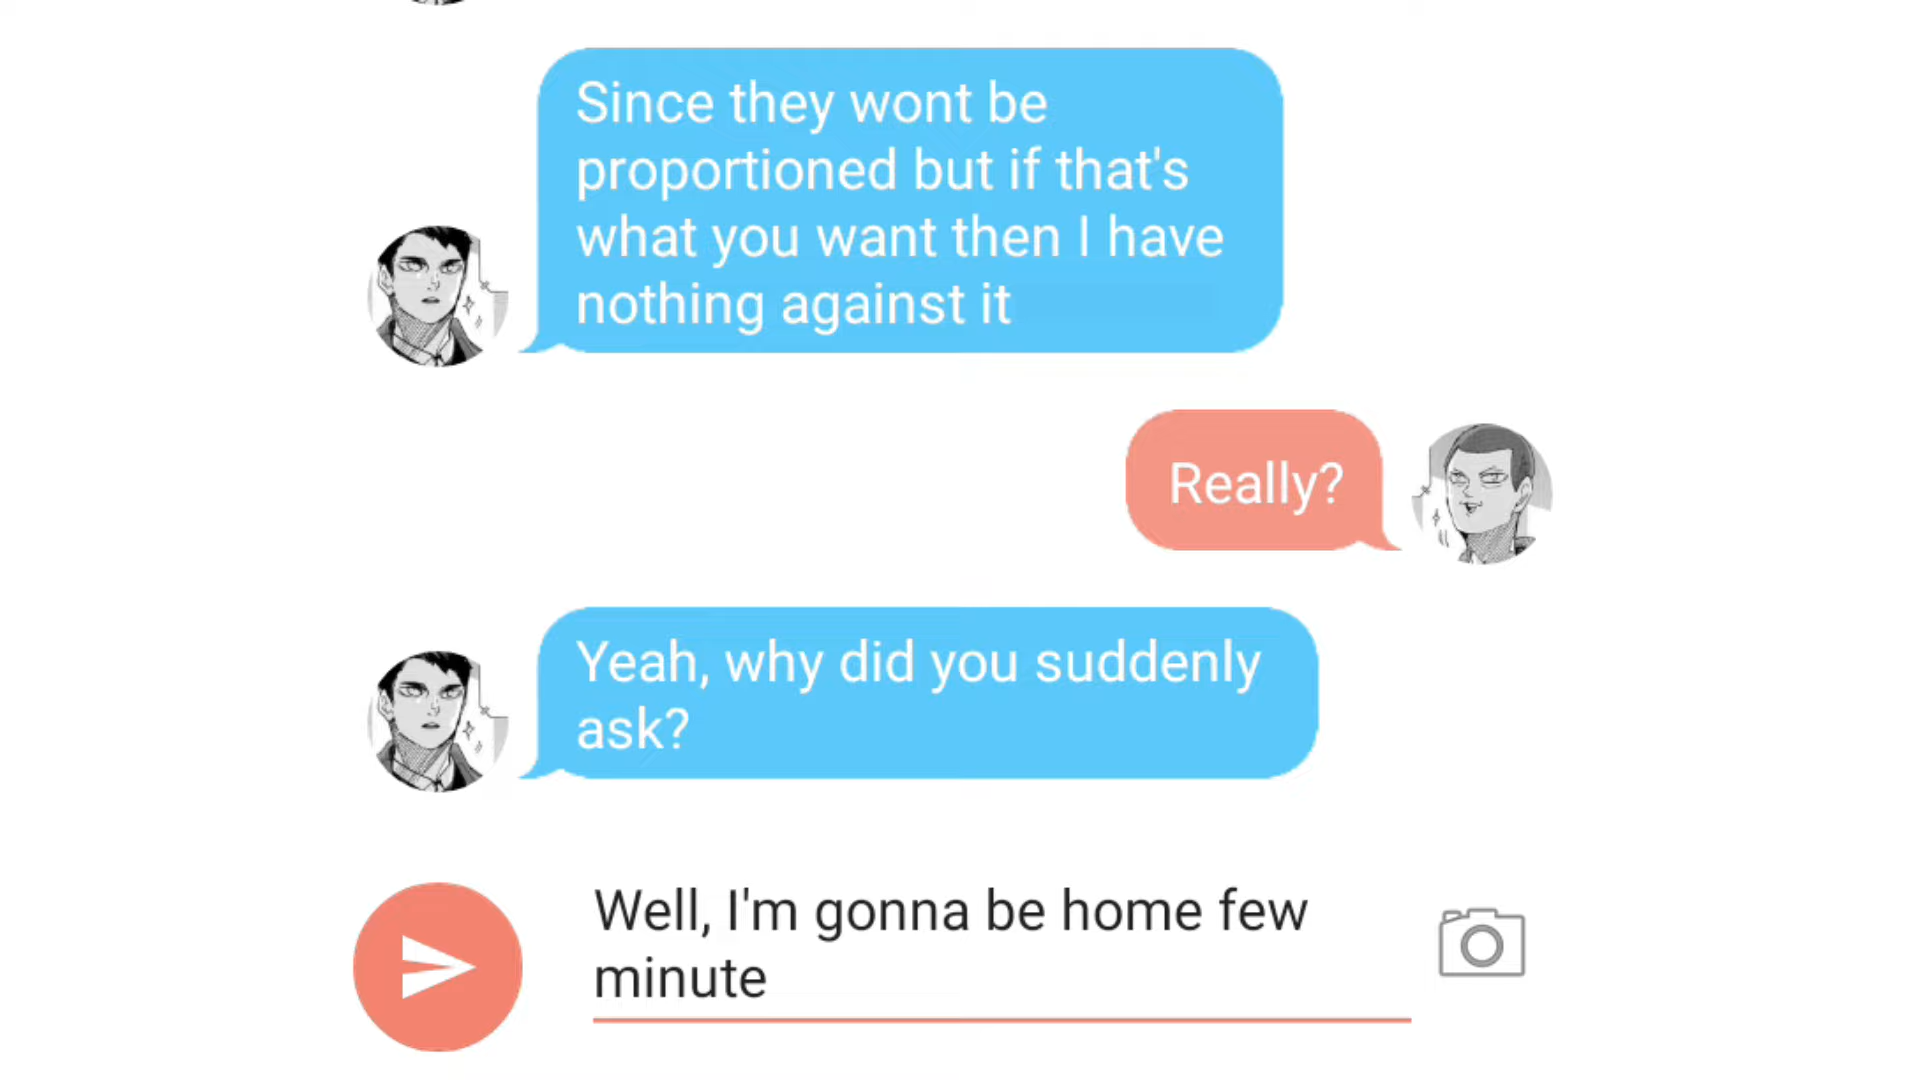 Since they wont be
proportioned but if that's
what you want then I have
nothing against it
Really?
Yeah, why did you suddenly
ask?
Well, I'm gonna be home few
minute